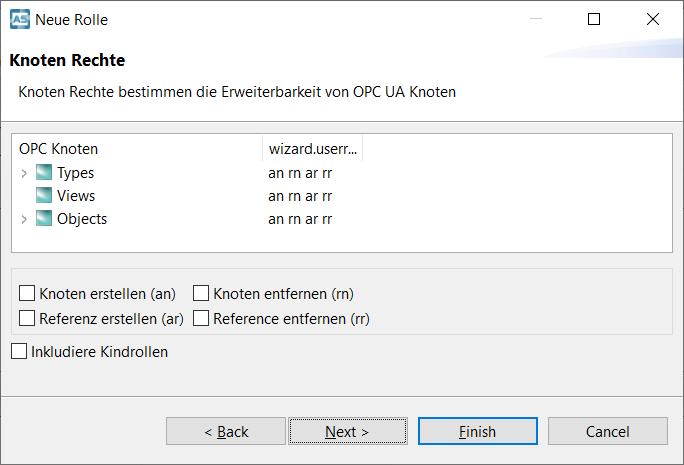 Neue Rolle
Knoten Rechte
Knoten Rechte bestimmen die Erweiterbarkeit von OPC UA Knoten
OPC Knoten wizard.userr...
Types an rn ar rr
Views an rn ar rr
Objects an rn ar rr
Knoten erstellen (an) Knoten entfernen (rn)
Referenz erstellen (ar) Reference entfernen (rr)
Inkludiere Kindrollen
< Back Next > Finish Cancel